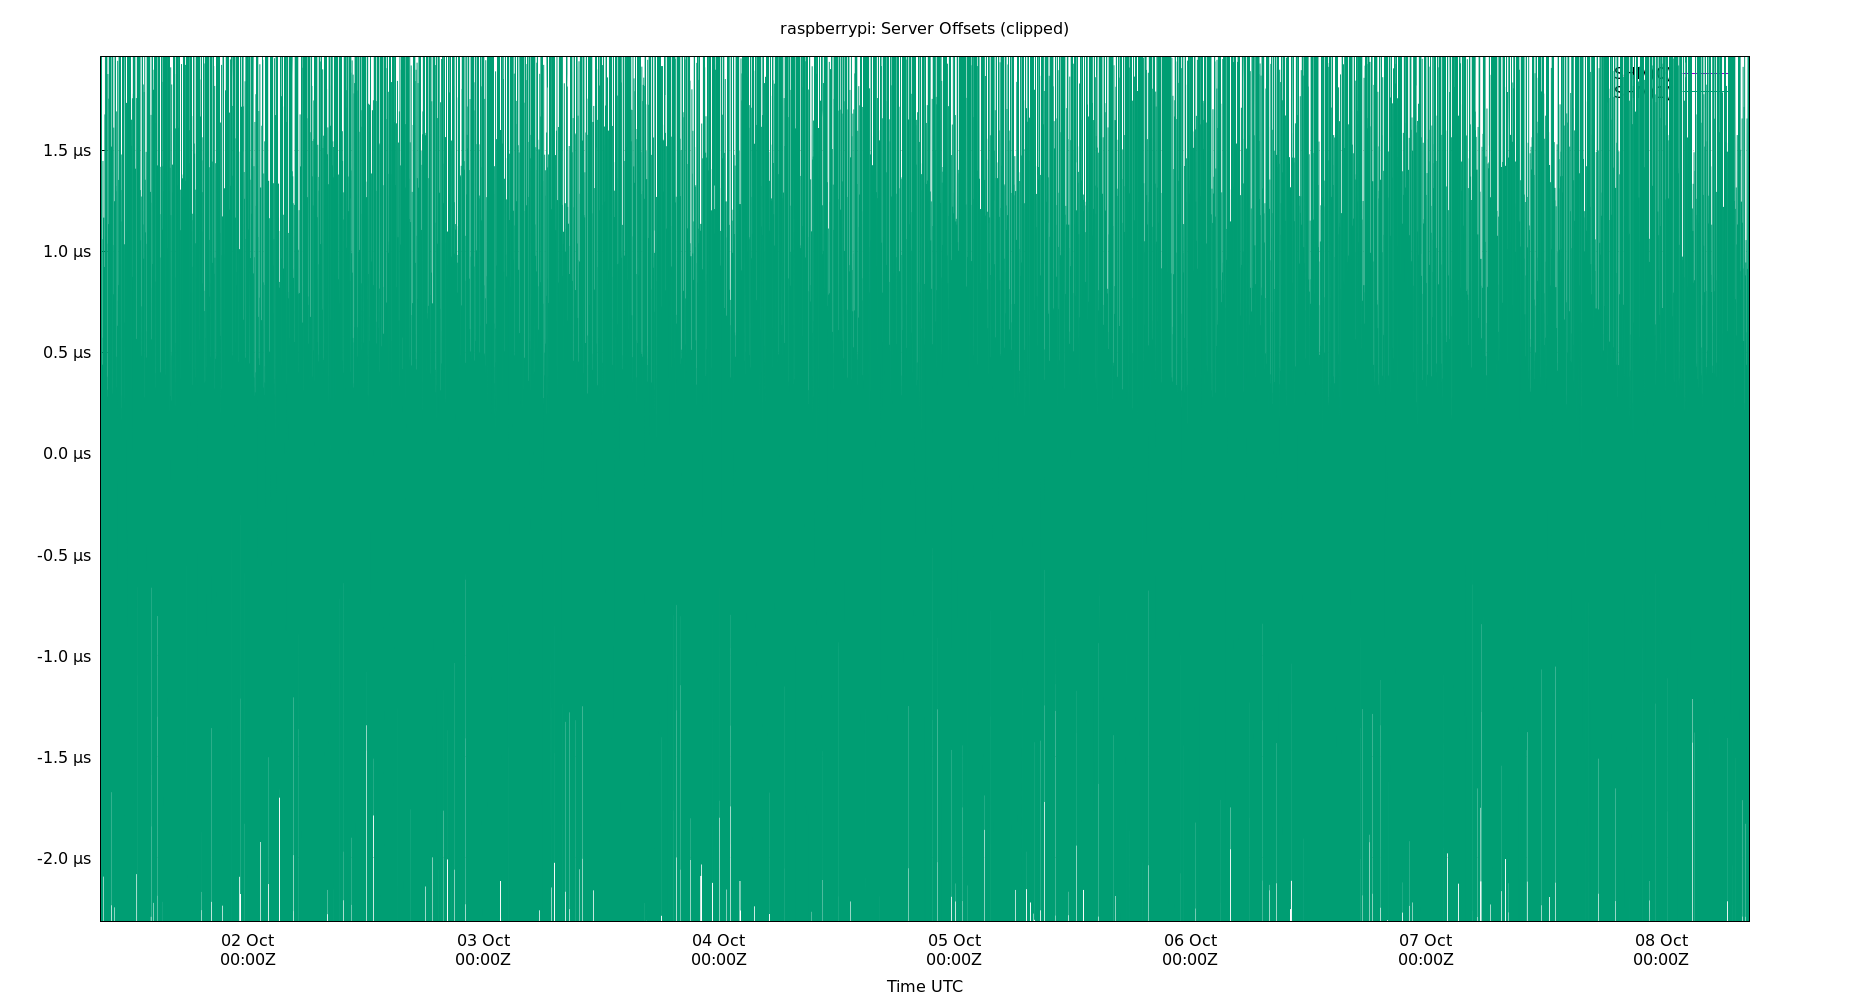 raspberrypi: Server Offsets (clipped)
1.5 µs
1.0 µs
0.5 µs
0.0 µs
-0.5 µs
-1.0 µs
-1.5 µs
-2.0 µs
02 Oct
00:00Z
03 Oct
00:00Z
04 Oct
00:00Z
05 Oct
00:00Z
06 Oct
00:00Z
07 Oct
00:00Z
08 Oct
00:00Z
Time UTC